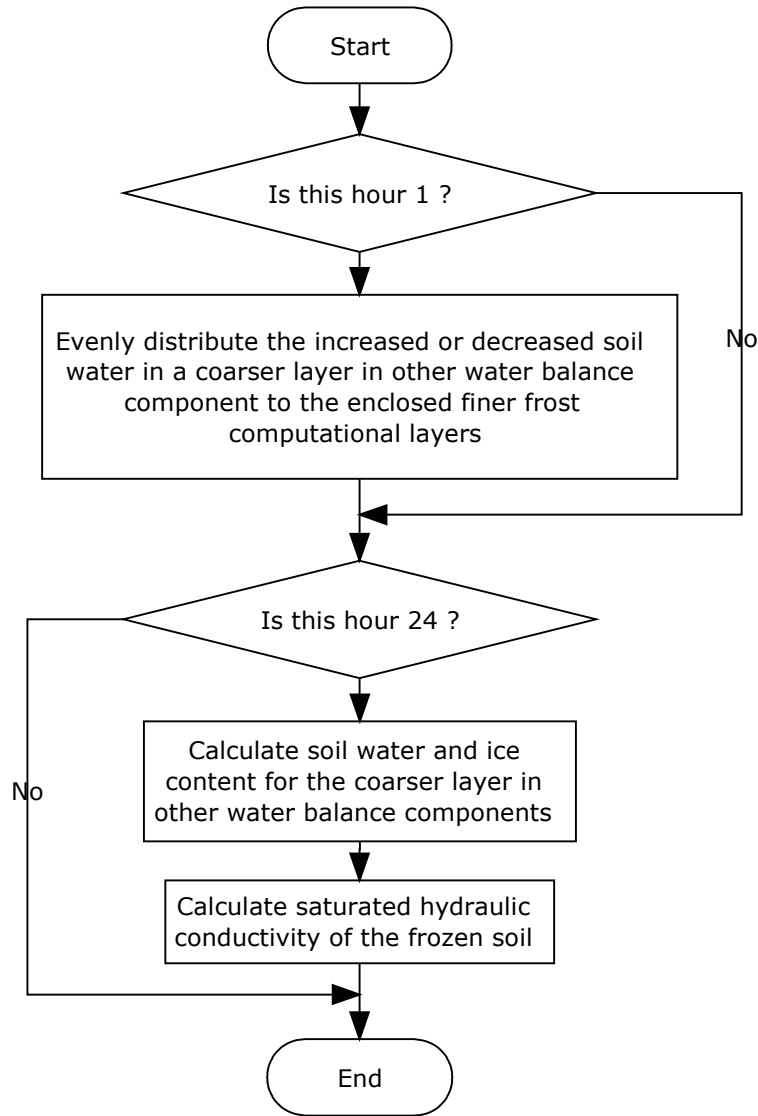 Start
Is this hour 1 ?
No
Evenly distribute the increased or decreased soil
water in a coarser layer in other water balance
component to the enclosed finer frost
computational layers
Is this hour 24 ?
No
Calculate soil water and ice
content for the coarser layer in
other water balance components
Calculate saturated hydraulic
conductivity of the frozen soil
End